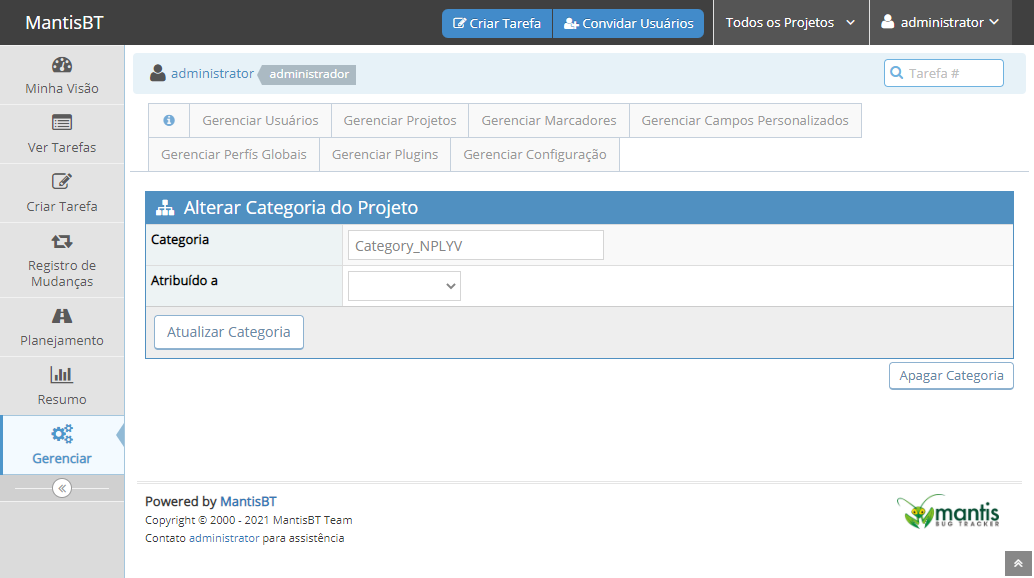 MantisBT
Criar Tarefa
Convidar Usuários
Todos os Projetos
administrator
Minha Visão
Ver Tarefas
Criar Tarefa
Registro de
Mudanças
Planejamento
Resumo
Gerenciar
administrator
administrador
Tarefa #
Gerenciar Usuários
Gerenciar Projetos
Gerenciar Marcadores
Gerenciar Campos Personalizados
Gerenciar Perfís Globais
Gerenciar Plugins
Gerenciar Configuração
Alterar Categoria do Projeto
Categoria
Category_NPLYV
Atribuído a
Atualizar Categoria
Apagar Categoria
Powered by MantisBT
Copyright © 2000 - 2021 MantisBT Team
Contato administrator para assistência
mantis
BUG TRACKER